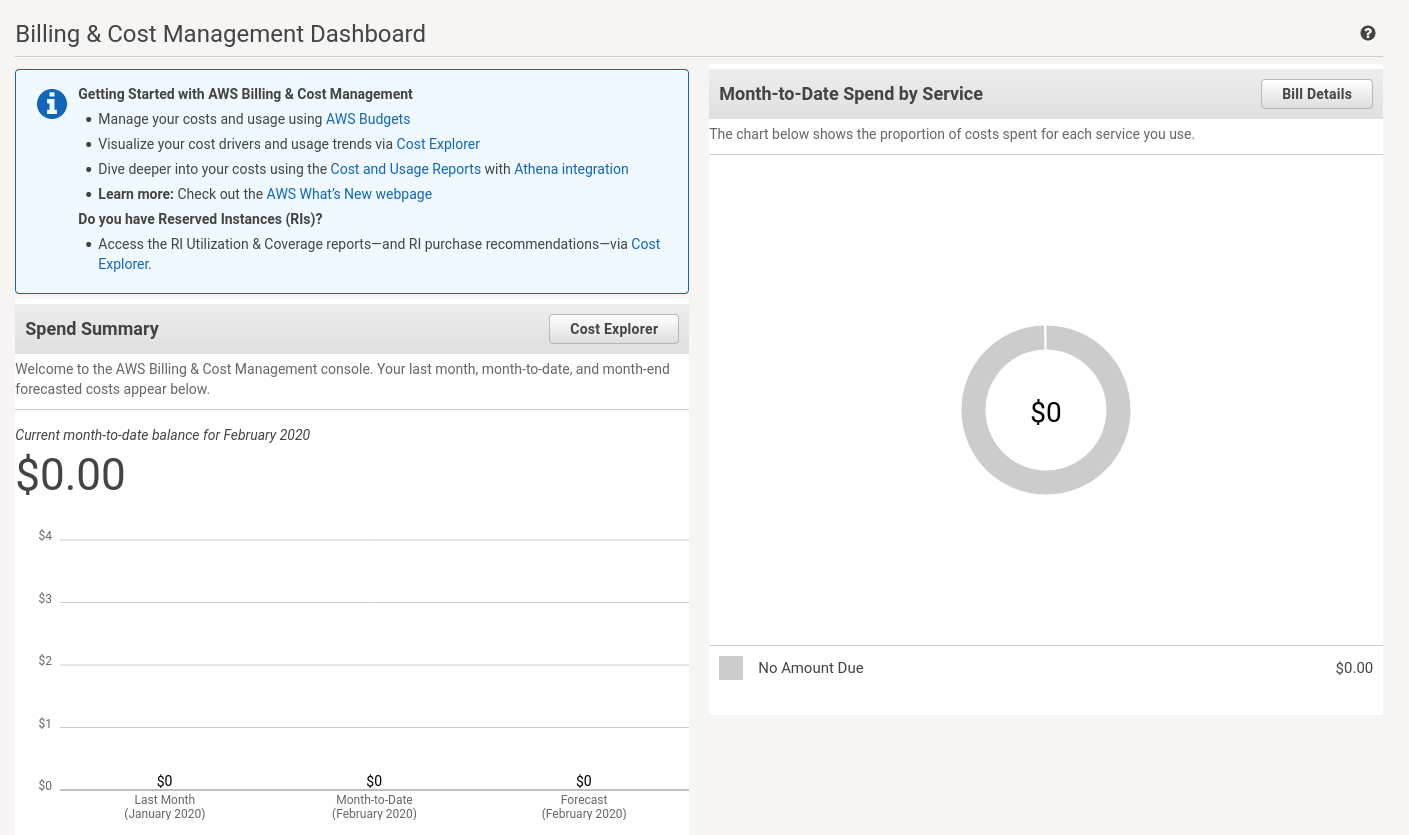 Billing & Cost Management Dashboard
Getting Started with AWS Billing & Cost Management
Manage your costs and usage using AWS Budgets
Visualize your cost drivers and usage trends via Cost Explorer
Dive deeper into your costs using the Cost and Usage Reports with Athena integration
Learn more: Check out the AWS What's New webpage
Do you have Reserved Instances (RIs)?
Access the RI Utilization & Coverage reports—and RI purchase recommendations—via Cost
Explorer.
Spend Summary
Cost Explorer
Welcome to the AWS Billing & Cost Management console. Your last month, month-to-date, and month-end
forecasted costs appear below.
Current month-to-date balance for February 2020
$0.00
$4
$3
$2
$1
$0
$0
$0
$0
Last Month
(January 2020)
Month-to-Date
(February 2020)
Forecast
(February 2020)
Month-to-Date Spend by Service
Bill Details
The chart below shows the proportion of costs spent for each service you use.
$0
No Amount Due
$0.00